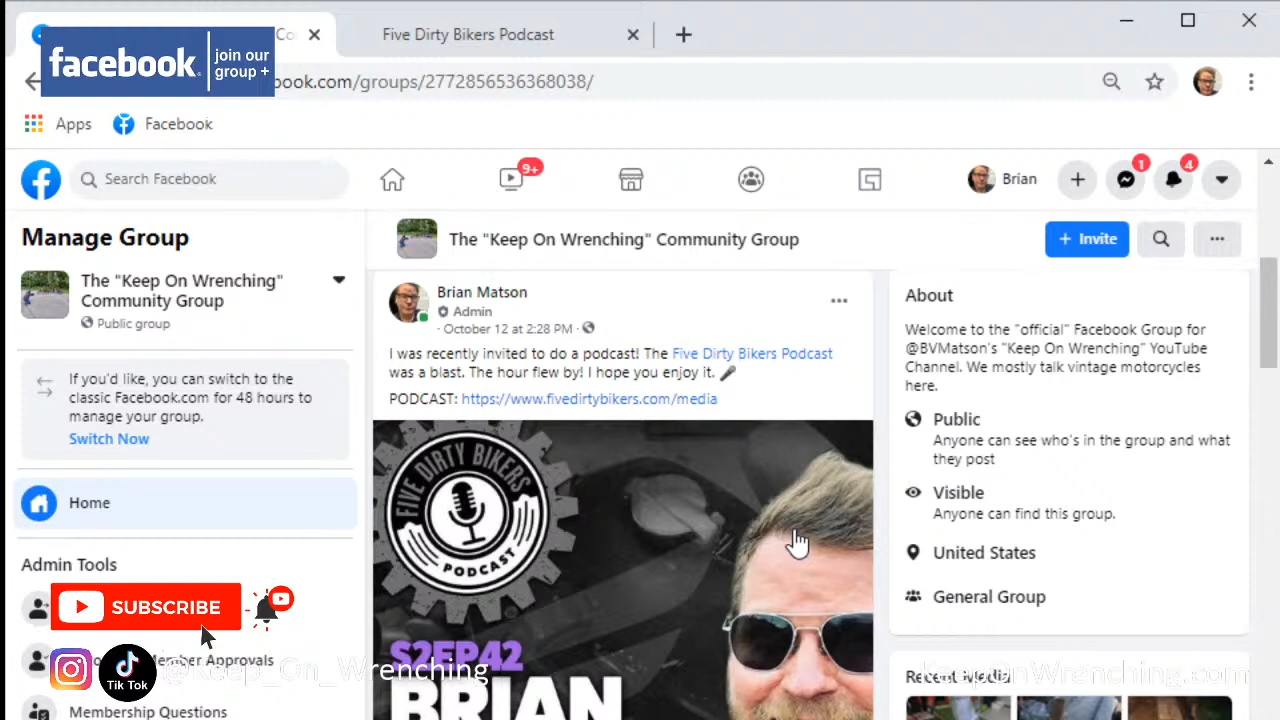 Five Dirty Bikers Podcast
facebook
join our
group +
book.com/groups/2772856536368038/
Apps
Facebook
Search Facebook
9+
Brian
1
4
Manage Group
The "Keep On Wrenching"
Community Group
Public group
If you'd like, you can switch to the
classic Facebook.com for 48 hours to
manage your group.
Switch Now
Home
Admin Tools
SUBSCRIBE
ember Approvals
Tik Tok
@Keep_On_Wrenching
Membership Questions
The "Keep On Wrenching" Community Group
+ Invite
Brian Matson
Admin
· October 12 at 2:28 PM ·
I was recently invited to do a podcast! The Five Dirty Bikers Podcast
was a blast. The hour flew by! I hope you enjoy it.
PODCAST: https://www.fivedirtybikers.com/media
FIVE DIRTY BIKERS
PODCAST
S2EP42
BRIAN
About
Welcome to the "official" Facebook Group for
@BVMatson's "Keep On Wrenching" YouTube
Channel. We mostly talk vintage motorcycles
here.
Public
Anyone can see who's in the group and what
they post
Visible
Anyone can find this group.
United States
General Group
Recent Media
KeepOnWrenching.com